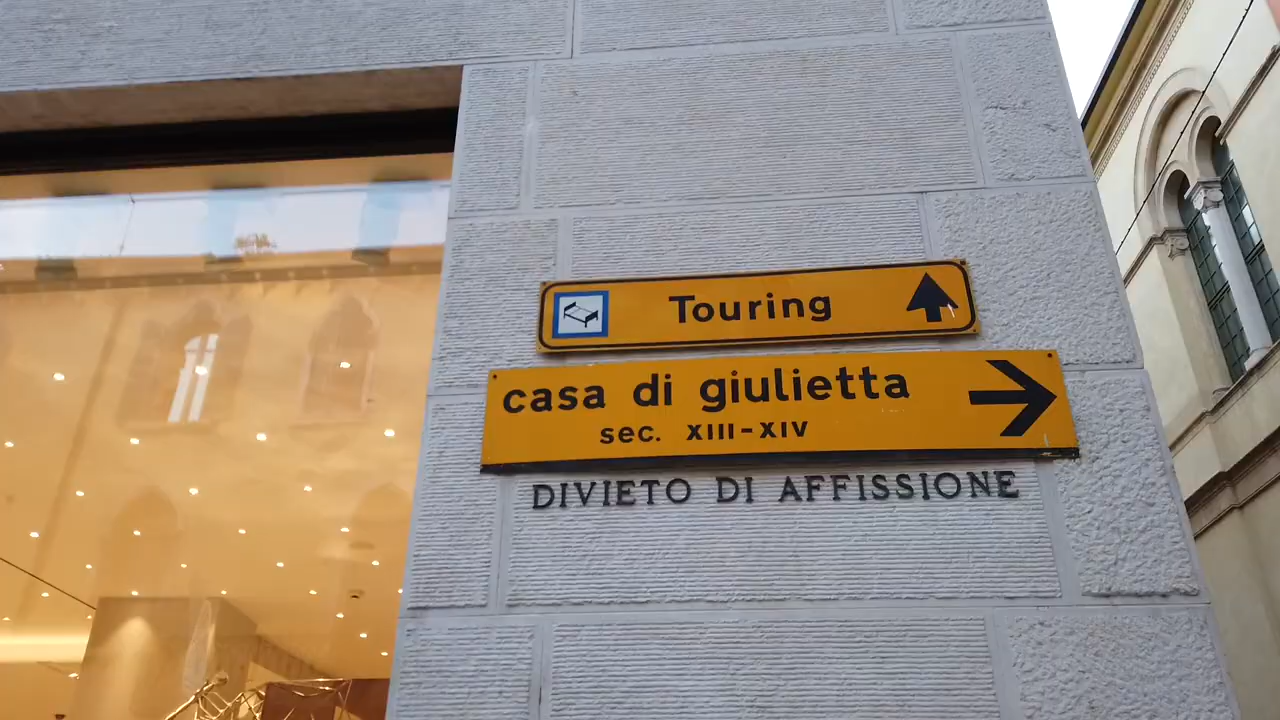 Touring
casa di giulietta
sec. XIII-XIV
DIVIETO DI AFFISSIONE